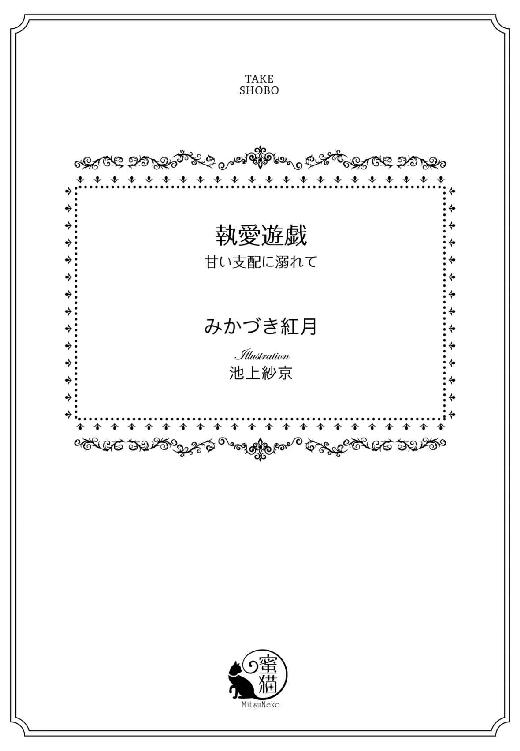 TAKE
SHOBO
執愛遊戯
甘い支配に溺れて
みかづき紅月
Illustration
池上紗京
蜜猫
MitsuNeko